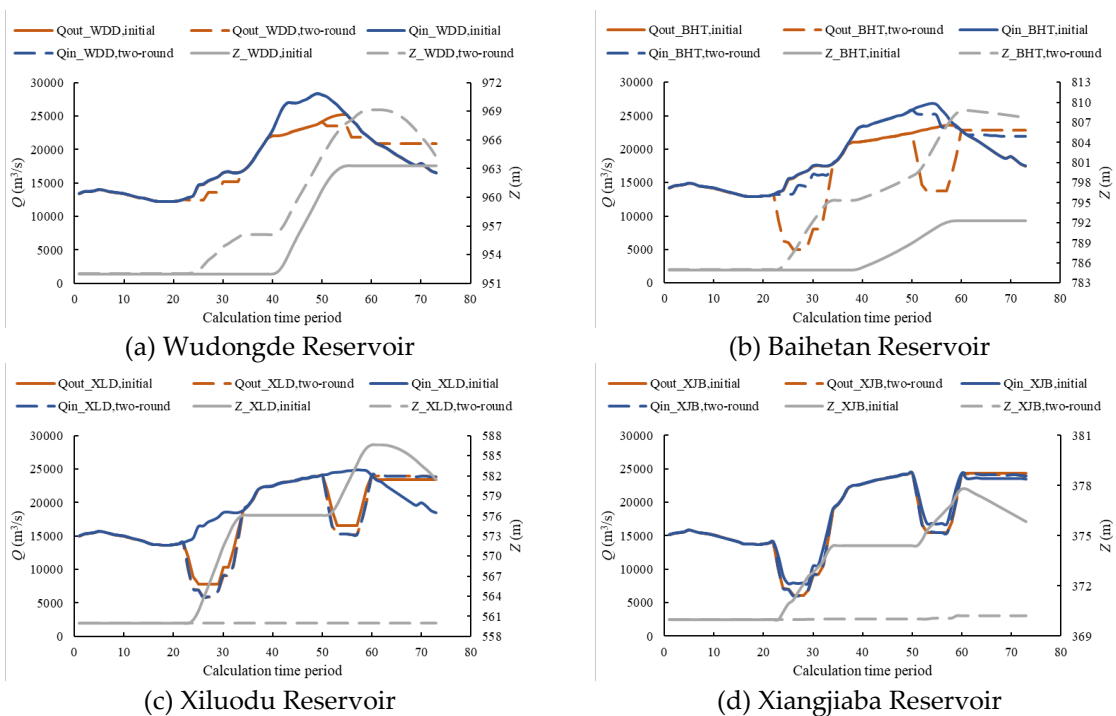 Qout_WDD,initial Qout_WDD,two-round Qin_WDD,initial
Qin_WDD,two-round Z_WDD,initial Z_WDD,two-round
30000
25000
20000
15000
10000
5000
0
Q (m³/s)
972
969
966
963
960
957
954
951
Z (m)
0 10 20 30 40 50 60 70 80
Calculation time period
(a) Wudongde Reservoir
Qout_BHT,initial Qout_BHT,two-round Qin_BHT,initial
Qin_BHT,two-round Z_BHT,initial Z_BHT,two-round
30000
25000
20000
15000
10000
5000
0
Q (m³/s)
813
810
807
804
801
798
795
792
789
786
783
Z (m)
0 10 20 30 40 50 60 70 80
Calculation time period
(b) Baihetan Reservoir
Qout_XLD,initial Qout_XLD,two-round Qin_XLD,initial
Qin_XLD,two-round Z_XLD,initial Z_XLD,two-round
30000
25000
20000
15000
10000
5000
0
Q (m³/s)
588
585
582
579
576
573
570
567
564
561
558
Z (m)
0 10 20 30 40 50 60 70 80
Calculation time period
(c) Xiluodu Reservoir
Qout_XJB,initial Qout_XJB,two-round Qin_XJB,initial
Qin_XJB,two-round Z_XJB,initial Z_XJB,two-round
30000
25000
20000
15000
10000
5000
0
Q (m³/s)
381
378
375
372
369
Z (m)
0 10 20 30 40 50 60 70 80
Calculation time period
(d) Xiangjiaba Reservoir